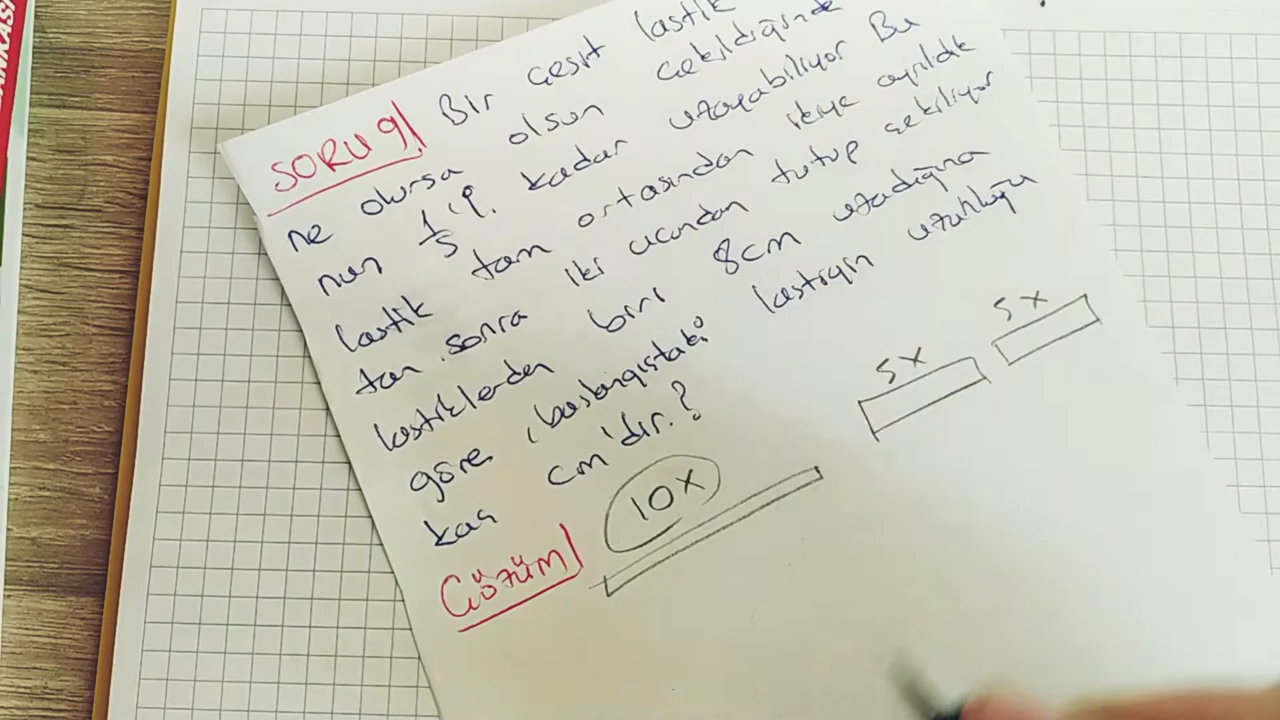 ANKASI
SORU 9) Bir çeşit lastik
ne olursa olsun çekildiğinde
nun 1/5'i kadar uzayabiliyor Bu
lastik tam ortasından ikiye ayrıldık
tan sonra iki ucundan tutup çekiliyor
lastiklerden biri 8cm uzadığına
göre, başlangıçtaki lastiğin uzunluğu
kaç cm'dir.?
5x 5x
Çözüm) 10x